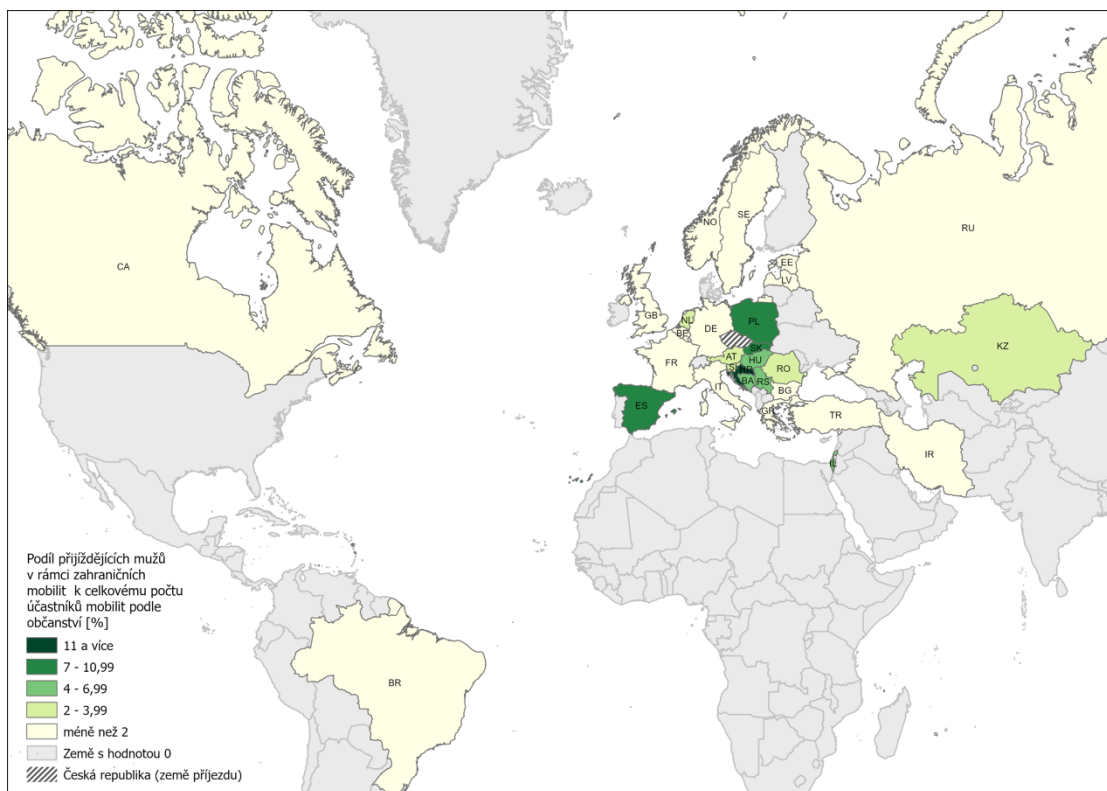 CA
NO
SE
RU
EE
LV
GB
NL
DE
PL
BE
SK
KZ
FR
AT
HU
SI
HR
RO
IT
BA
RS
BG
ES
GR
TR
IL
IR
BR
Podíl přijíždějících mužů
v rámci zahraničních
mobilit k celkovému počtu
účastníků mobilit podle
občanství [%]
11 a více
7 - 10,99
4 - 6,99
2 - 3,99
méně než 2
Země s hodnotou 0
Česká republika (země příjezdu)